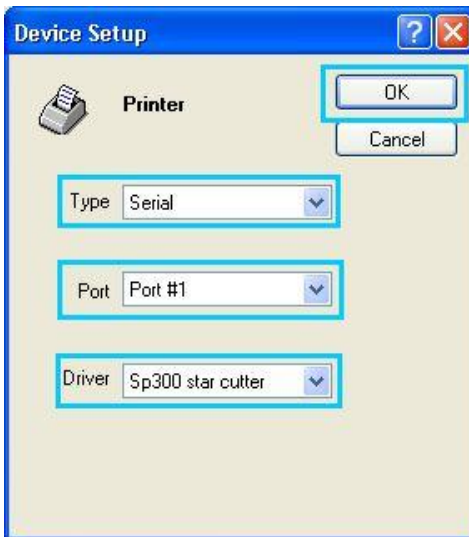 Device Setup
Printer
OK
Cancel
Type Serial
Port Port #1
Driver Sp300 star cutter